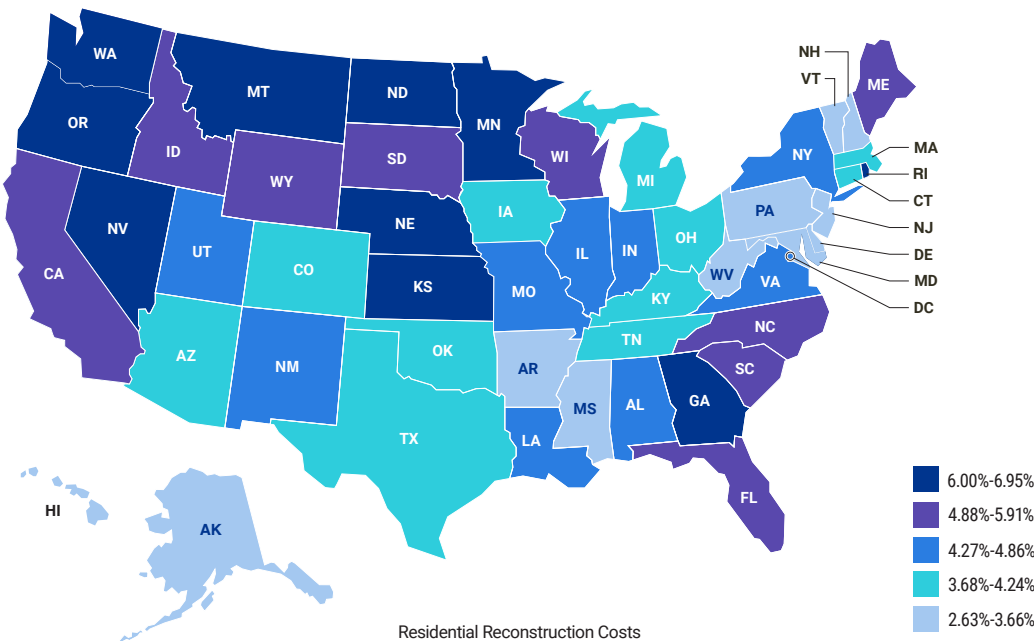 WA
MT
ND
MN
OR
ID
WY
SD
WI
MI
NH
VT
ME
NY
MA
RI
CT
NJ
DE
MD
DC
NV
UT
CO
NE
IA
KS
CA
IL
IN
OH
PA
WV
VA
MO
KY
AZ
NM
OK
TN
NC
AR
SC
TX
MS
AL
GA
LA
FL
HI
AK
6.00%-6.95%
4.88%-5.91%
4.27%-4.86%
3.68%-4.24%
2.63%-3.66%
Residential Reconstruction Costs